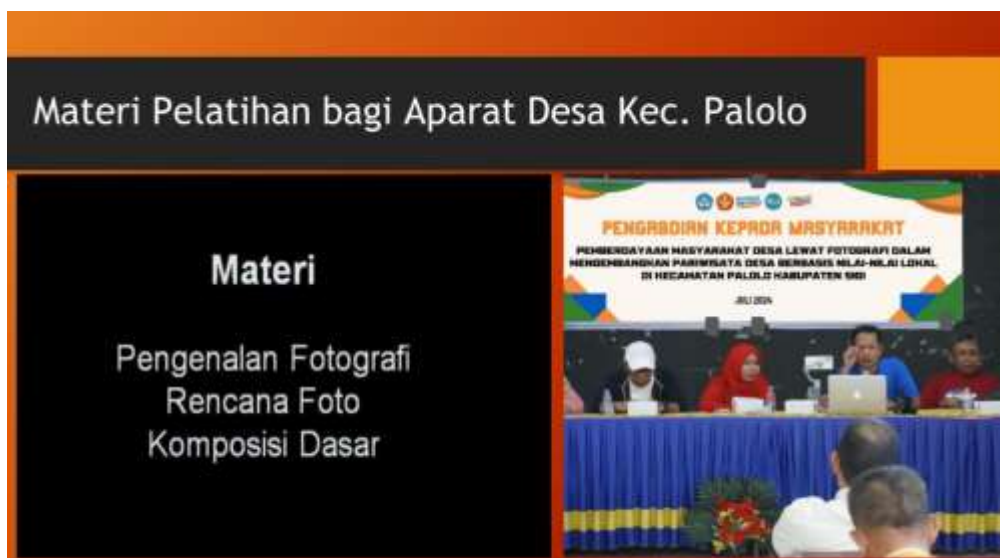 Materi Pelatihan bagi Aparat Desa Kec. Palolo
Materi
Pengenalan Fotografi
Rencana Foto
Komposisi Dasar
PENGABDIAN KEPADA MASYARAKAT
PEMBERDAYAAN MASYARAKAT DESA LEWAT FOTOGRAFI DALAM
MENGEMBANGKAN PARIWISATA DESA BERBASIS NILAI-NILAI LOKAL
DI KECAMATAN PALOLO KABUPATEN SIGI
JULI 2024